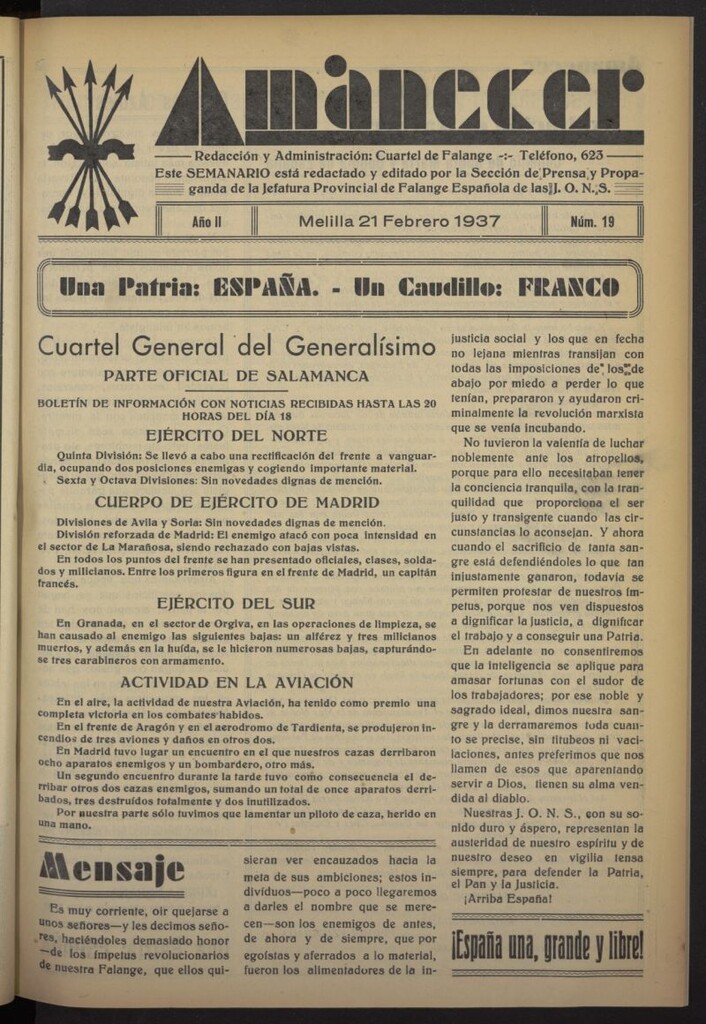 Amanecer
Redacción y Administración: Cuartel de Falange -:- Teléfono, 623
Este SEMANARIO está redactado y editado por la Sección de Prensa y Propa-
ganda de la Jefatura Provincial de Falange Española de las J. O. N. S.
Año II
Melilla 21 Febrero 1937
Núm. 19
Una Patria: ESPAÑA. - Un Caudillo: FRANCO
Cuartel General del Generalísimo
PARTE OFICIAL DE SALAMANCA
BOLETÍN DE INFORMACIÓN CON NOTICIAS RECIBIDAS HASTA LAS 20
HORAS DEL DÍA 18
EJÉRCITO DEL NORTE
Quinta División: Se llevó a cabo una rectificación del frente a vanguar-
dia, ocupando dos posiciones enemigas y cogiendo importante material.
Sexta y Octava Divisiones: Sin novedades dignas de mención.
CUERPO DE EJÉRCITO DE MADRID
Divisiones de Avila y Soria: Sin novedades dignas de mención.
División reforzada de Madrid: El enemigo atacó con poca intensidad en
el sector de La Marañosa, siendo rechazado con bajas vistas.
En todos los puntos del frente se han presentado oficiales, clases, solda-
dos y milicianos. Entre los primeros figura en el frente de Madrid, un capitán
francés.
EJÉRCITO DEL SUR
En Granada, en el sector de Orgiva, en las operaciones de limpieza, se
han causado al enemigo las siguientes bajas: un alférez y tres milicianos
muertos, y además en la huída, se le hicieron numerosas bajas, capturándo-
se tres carabineros con armamento.
ACTIVIDAD EN LA AVIACIÓN
En el aire, la actividad de nuestra Aviación, ha tenido como premio una
completa victoria en los combates habidos.
En el frente de Aragón y en el aerodromo de Tardienta, se produjeron in-
cendios de tres aviones y daños en otros dos.
En Madrid tuvo lugar un encuentro en el que nuestros cazas derribaron
ocho aparatos enemigos y un bombardero, otro más.
Un segundo encuentro durante la tarde tuvo como consecuencia el de-
rribar otros dos cazas enemigos, sumando un total de once aparatos derri-
bados, tres destruídos totalmente y dos inutilizados.
Por nuestra parte sólo tuvimos que lamentar un piloto de caza, herido en
una mano.
Mensaje
Es muy corriente, oir quejarse a
unos señores—y les decimos seño-
res, haciéndoles demasiado honor
—de los ímpetus revolucionarios
de nuestra Falange, que ellos qui-
sieran ver encauzados hacia la
meta de sus ambiciones; estos in-
dividuos—poco a poco llegaremos
a darles el nombre que se mere-
cen—son los enemigos de antes,
de ahora y de siempre, que por
egoístas y aferrados a lo material,
fueron los alimentadores de la in-
justicia social y los que en fecha
no lejana mientras transijan con
todas las imposiciones de los de
abajo por miedo a perder lo que
tenían, prepararon y ayudaron cri-
minalmente la revolución marxista
que se venía incubando.
No tuvieron la valentía de luchar
noblemente ante los atropellos,
porque para ello necesitaban tener
la conciencia tranquila, con la tran-
quilidad que proporciona el ser
justo y transigente cuando las cir-
cunstancias lo aconsejan. Y ahora
cuando el sacrificio de tanta san-
gre está defendiéndoles lo que tan
injustamente ganaron, todavía se
permiten protestar de nuestros ím-
petus, porque nos ven dispuestos
a dignificar la justicia, a dignificar
el trabajo y a conseguir una Patria.
En adelante no consentiremos
que la inteligencia se aplique para
amasar fortunas con el sudor de
los trabajadores; por ese noble y
sagrado ideal, dimos nuestra san-
gre y la derramaremos toda cuan-
to se precise, sin titubeos ni vaci-
laciones, antes preferimos que nos
llamen de esos que aparentando
servir a Dios, tienen su alma ven-
dida al diablo.
Nuestras J. O. N. S., con su so-
nido duro y áspero, representan la
austeridad de nuestro espíritu y de
nuestro deseo en vigilia tensa
siempre, para defender la Patria,
el Pan y la Justicia.
¡Arriba España!
¡España una, grande y libre!